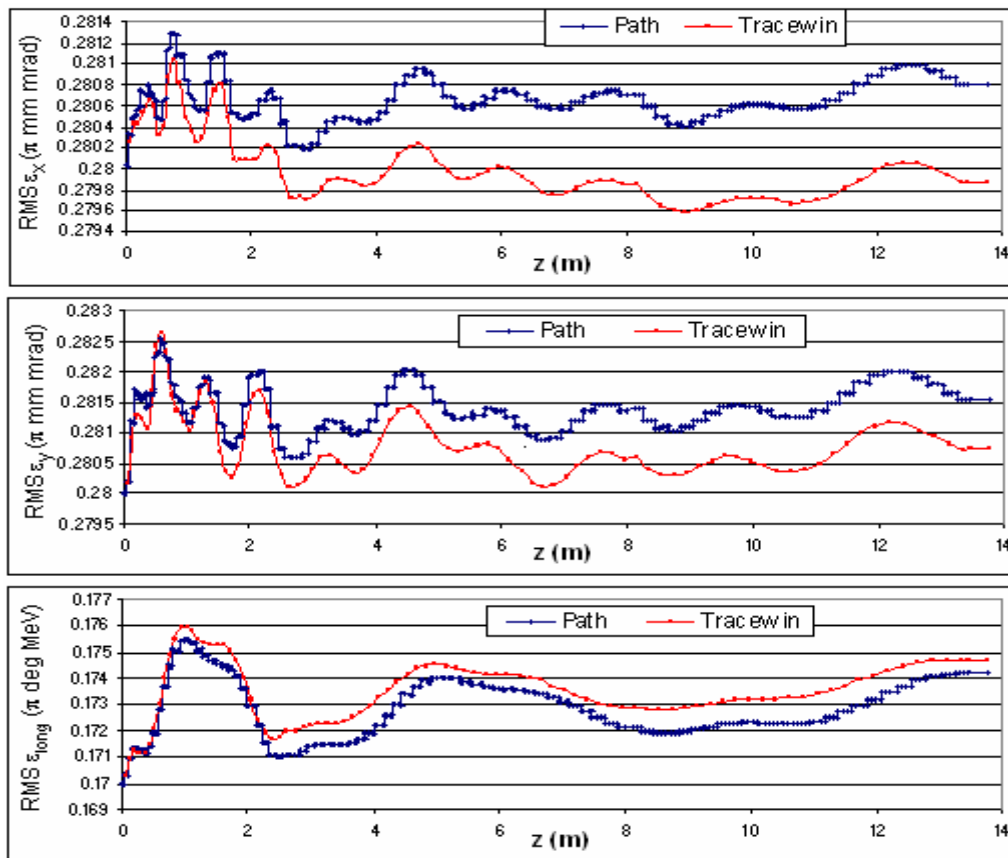 Path Tracewin
RMS ε_X (π mm mrad)
0.2814
0.2812
0.281
0.2808
0.2806
0.2804
0.2802
0.28
0.2798
0.2796
0.2794
0 2 4 6 8 10 12 14
z (m)
Path Tracewin
RMS ε_y (π mm mrad)
0.283
0.2825
0.282
0.2815
0.281
0.2805
0.28
0.2795
0 2 4 6 8 10 12 14
z (m)
Path Tracewin
RMS ε_long (π deg MeV)
0.177
0.176
0.175
0.174
0.173
0.172
0.171
0.17
0.169
0 2 4 6 8 10 12 14
z (m)